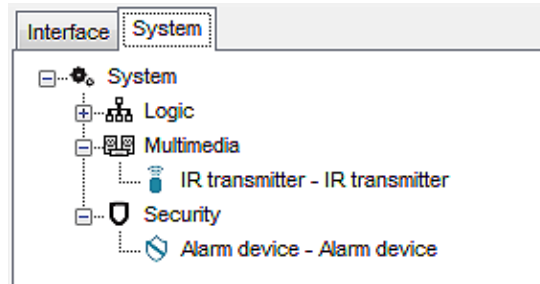 Interface System
System
Logic
Multimedia
IR transmitter - IR transmitter
Security
Alarm device - Alarm device